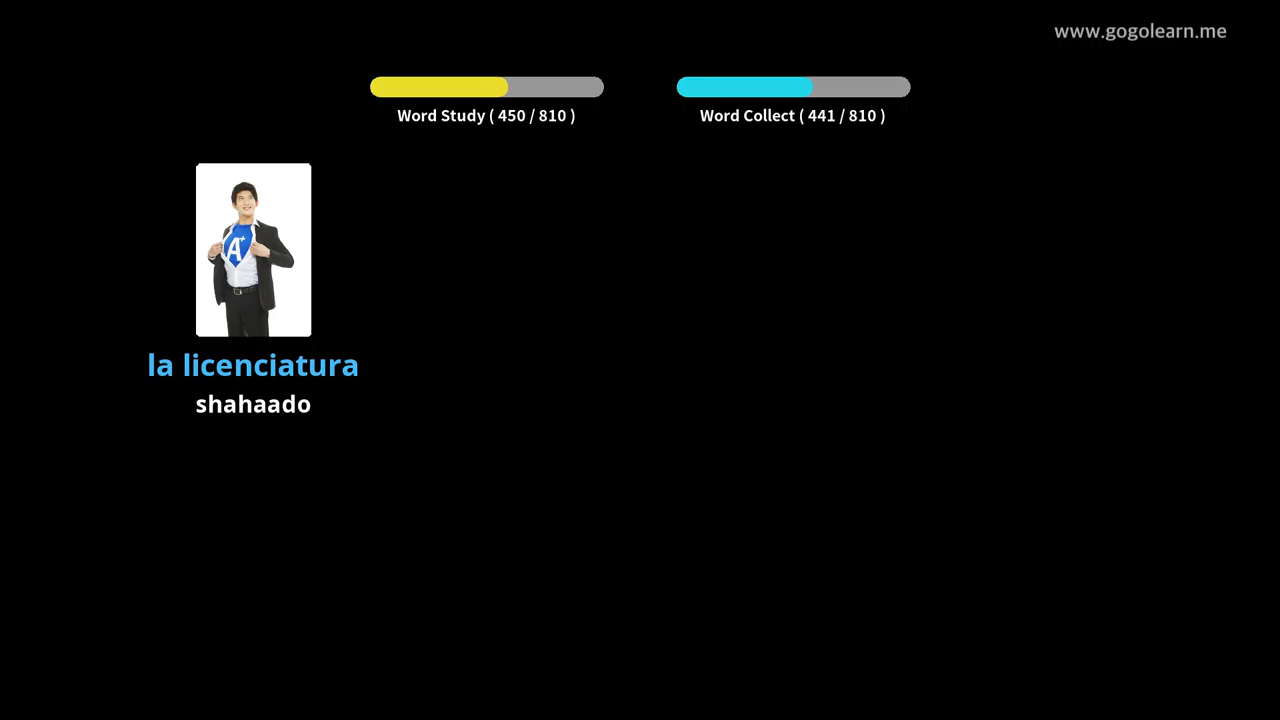 www.gogolearn.me
Word Study ( 450 / 810 )
Word Collect ( 441 / 810 )
A+
la licenciatura
shahaado